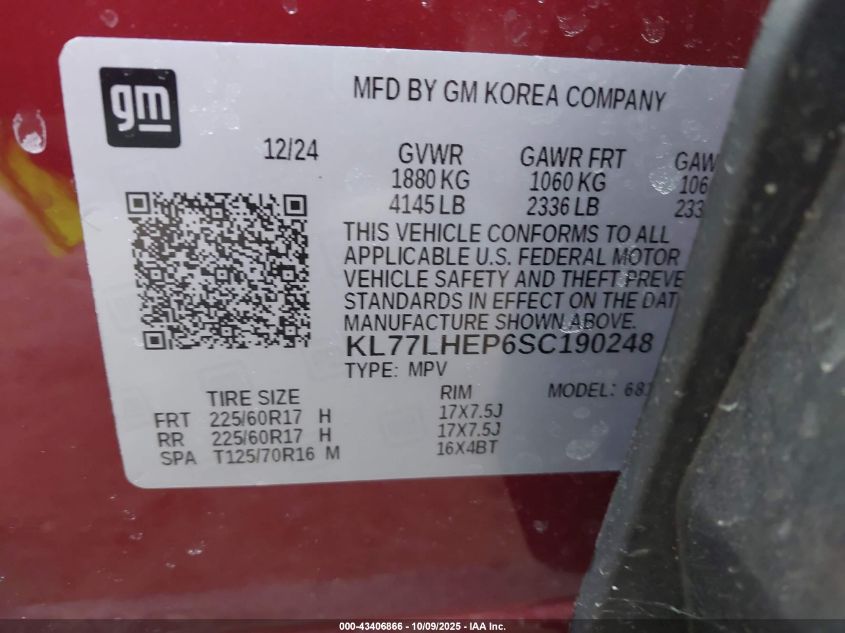 gm
MFD BY GM KOREA COMPANY
12/24 GVWR GAWR FRT
1880 KG 1060 KG
4145 LB 2336 LB
THIS VEHICLE CONFORMS TO ALL
APPLICABLE U.S. FEDERAL MOTOR
VEHICLE SAFETY AND THEFT
STANDARDS IN EFFECT ON THE
MANUFACTURE SHOWN ABOVE.
KL77LHEP6SC190248
TYPE: MPV MODEL:
TIRE SIZE RIM
FRT 225/60R17 H 17X7.5J
RR 225/60R17 H 17X7.5J
SPA T125/70R16 M 16X4BT
000-43406866 - 10/09/2025 - IAA Inc.